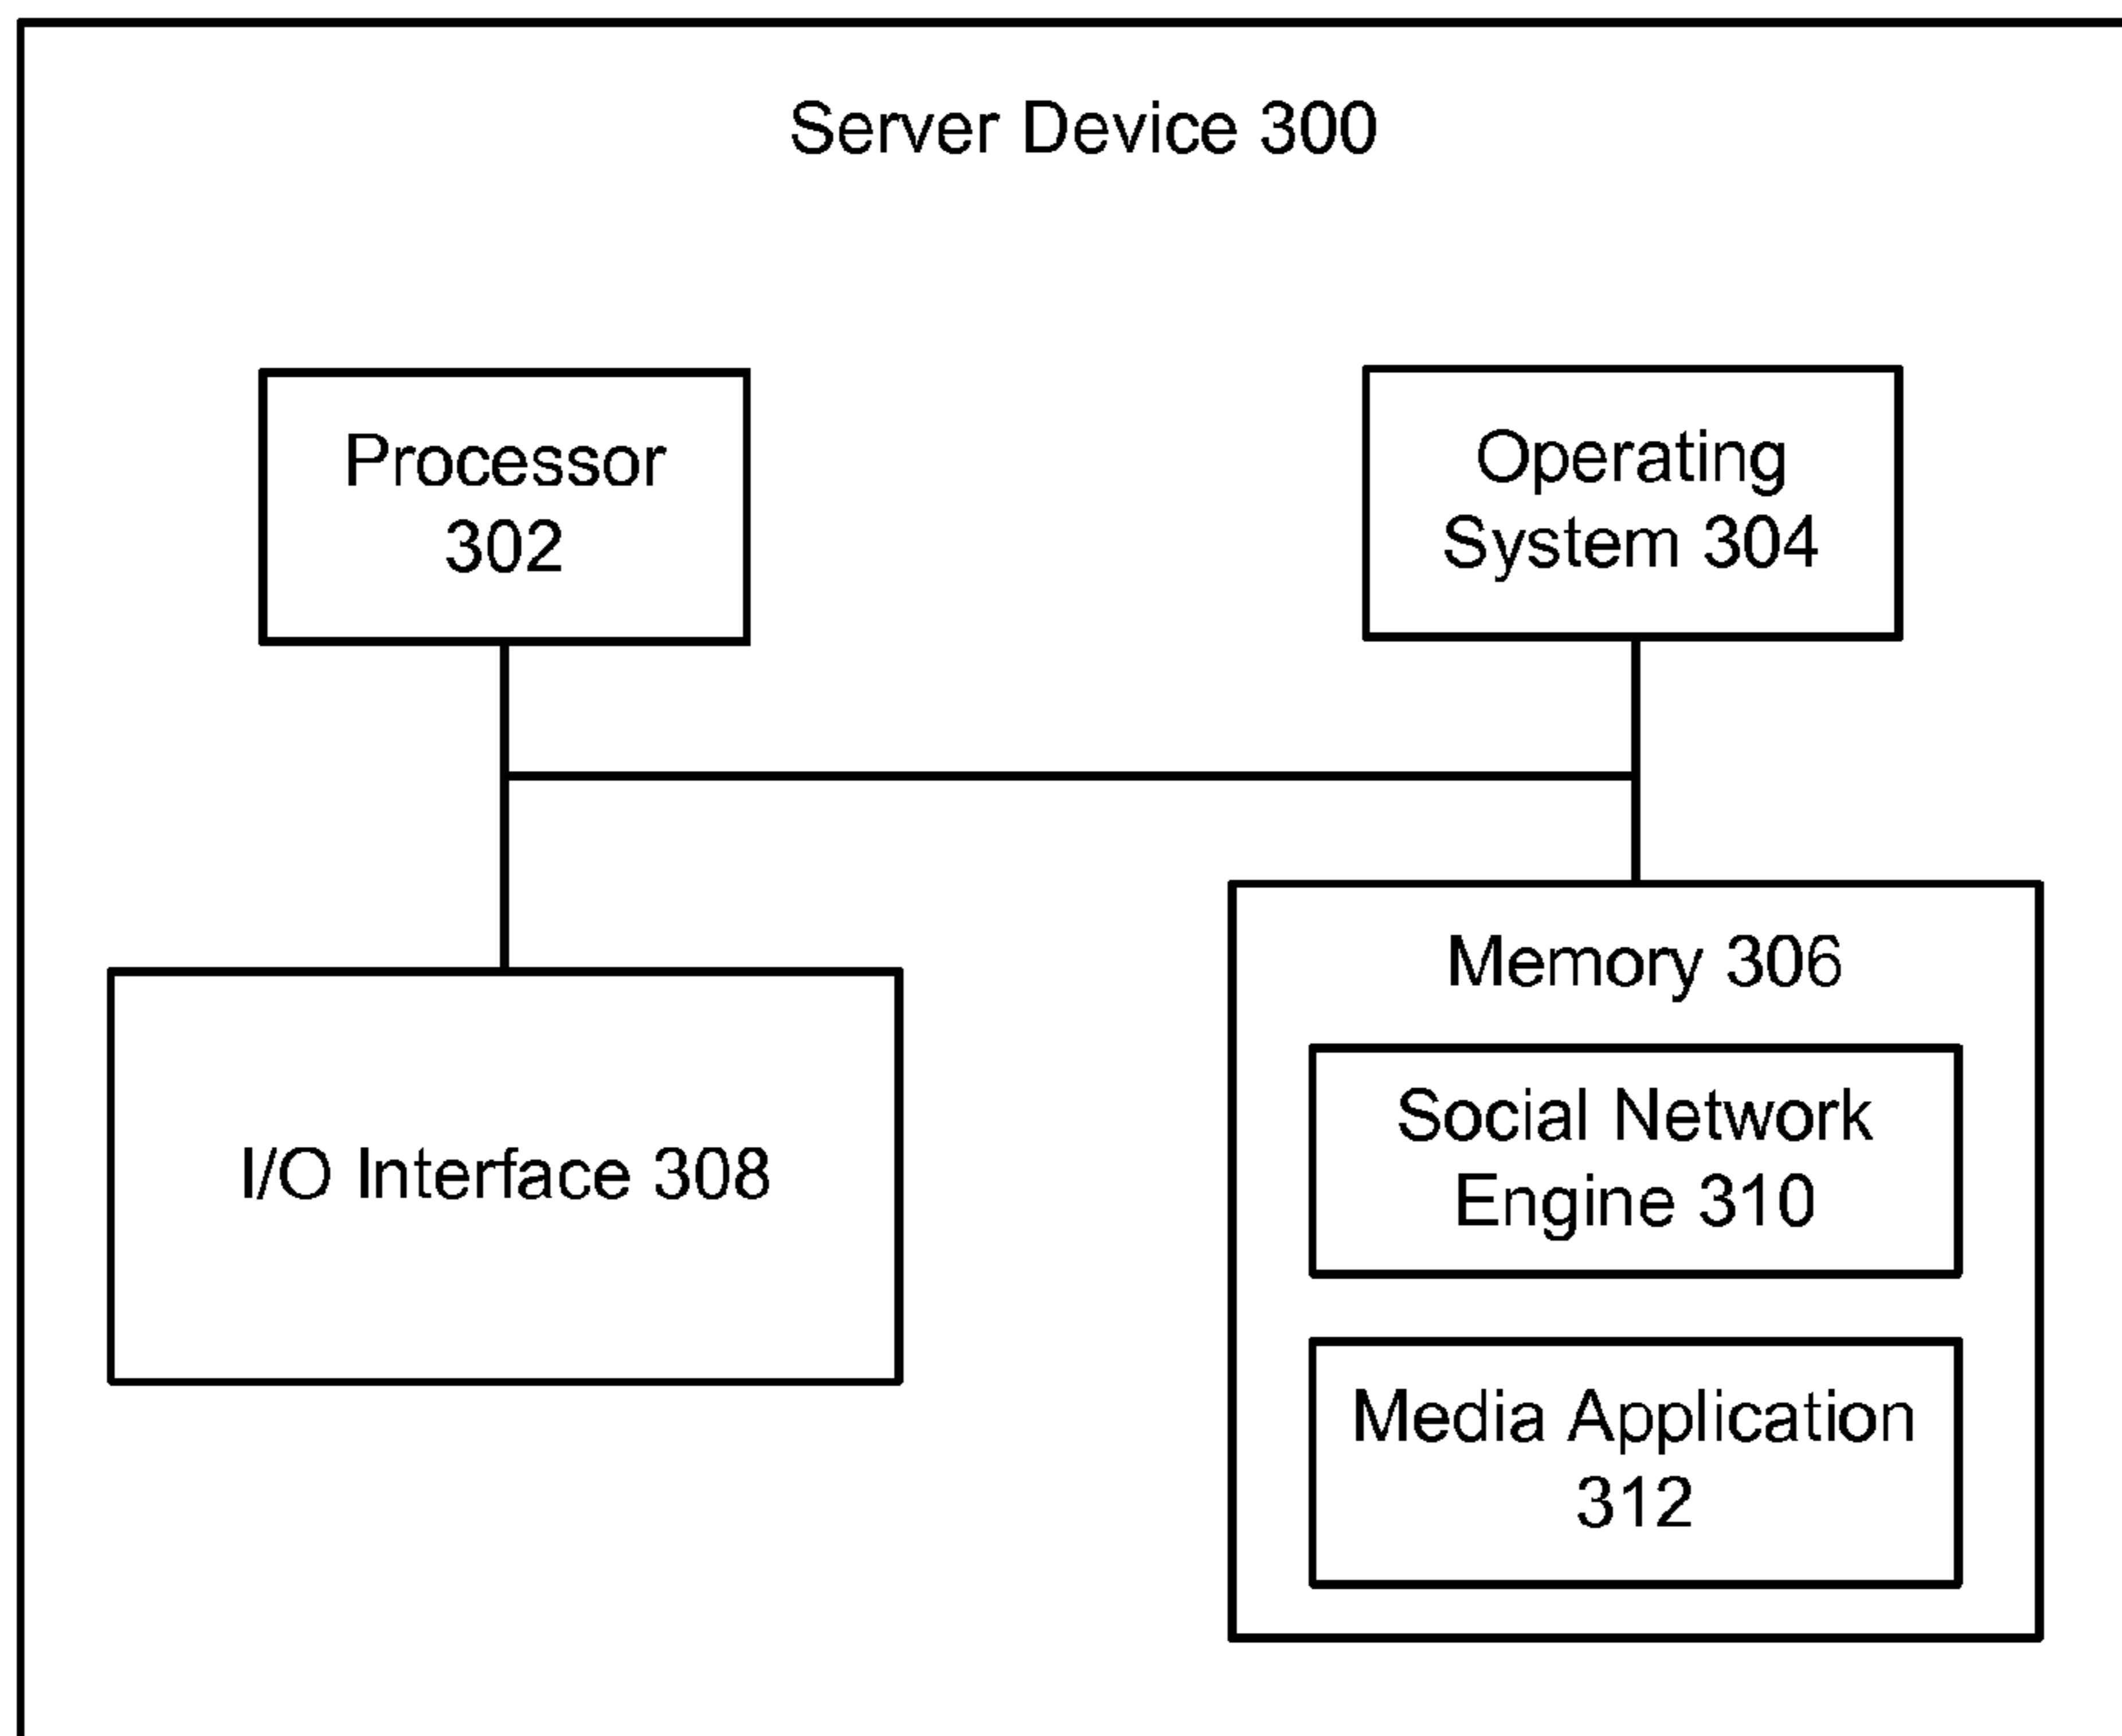 Server Device 300
Processor
302
Operating
System 304
I/O Interface 308
Memory 306
Social Network
Engine 310
Media Application
312